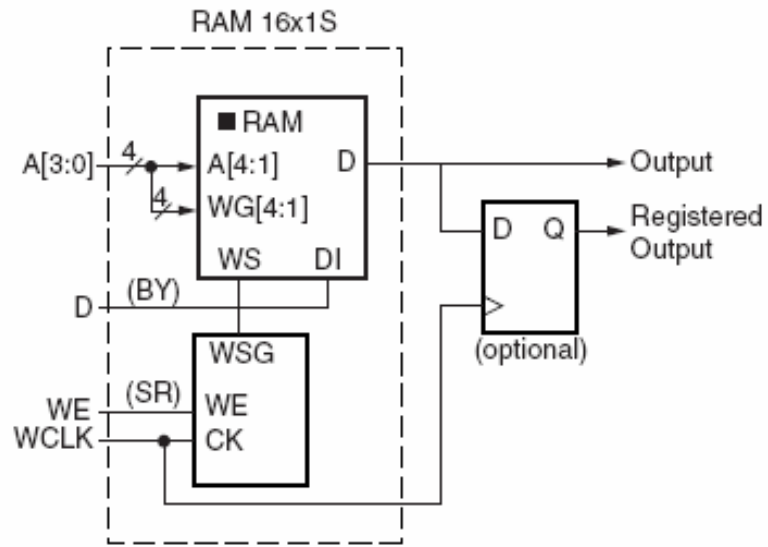 RAM 16x1S
RAM
A[3:0]
4
A[4:1]
D
Output
4
WG[4:1]
D
Q
Registered
Output
WS
DI
D
(BY)
(optional)
WSG
WE
(SR)
WE
WCLK
CK